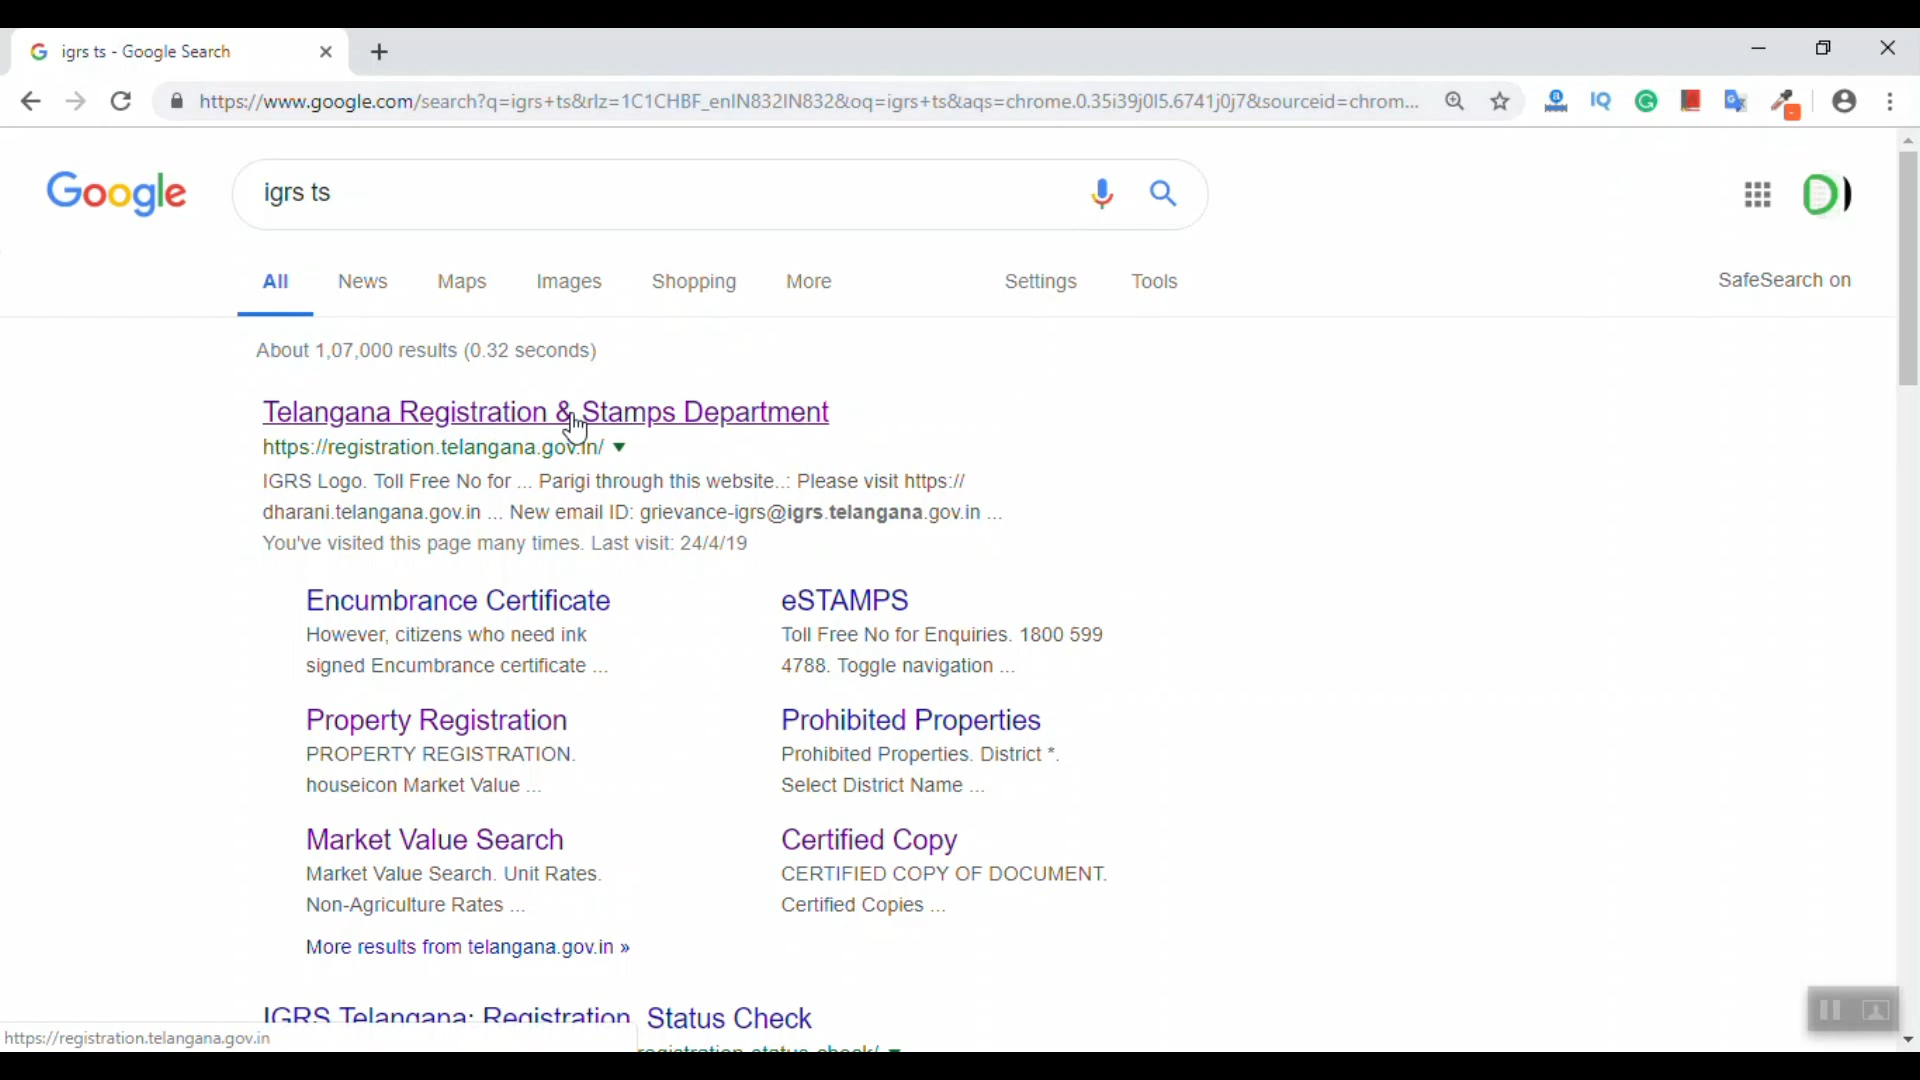 igrs ts - Google Search
https://www.google.com/search?q=igrs+ts&rlz=1C1CHBF_enIN832IN832&oq=igrs+ts&aqs=chrome.0.35i39j0l5.6741j0j7&sourceid=chrom...
IQ
Google
igrs ts
All News Maps Images Shopping More Settings Tools
SafeSearch on
About 1,07,000 results (0.32 seconds)
Telangana Registration & Stamps Department
https://registration.telangana.gov.in/
IGRS Logo. Toll Free No for ... Parigi through this website..: Please visit https://
dharani.telangana.gov.in ... New email ID: grievance-igrs@igrs.telangana.gov.in ...
You've visited this page many times. Last visit: 24/4/19
Encumbrance Certificate
However, citizens who need ink
signed Encumbrance certificate ...
eSTAMPS
Toll Free No for Enquiries. 1800 599
4788. Toggle navigation ...
Property Registration
PROPERTY REGISTRATION.
houseicon Market Value ...
Prohibited Properties
Prohibited Properties. District *.
Select District Name ...
Market Value Search
Market Value Search. Unit Rates.
Non-Agriculture Rates ...
Certified Copy
CERTIFIED COPY OF DOCUMENT.
Certified Copies ...
More results from telangana.gov.in »
IGRS Telangana: Registration, Status Check
registration-status-check/
https://registration.telangana.gov.in